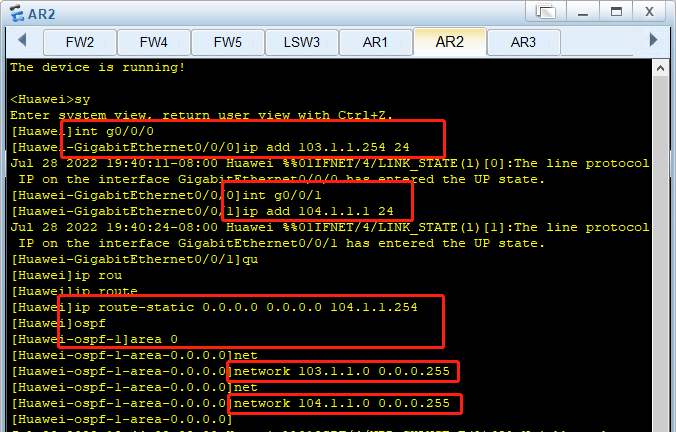 AR2
FW2 FW4 FW5 LSW3 AR1 AR2 AR3
The device is running!
<Huawei>sy
Enter system view, return user view with Ctrl+Z.
[Huawei]int g0/0/0
[Huawei-GigabitEthernet0/0/0]ip add 103.1.1.254 24
Jul 28 2022 19:40:11-08:00 Huawei %%01IFNET/4/LINK_STATE(l)[0]:The line protocol
IP on the interface GigabitEthernet0/0/0 has entered the UP state.
[Huawei-GigabitEthernet0/0/0]int g0/0/1
[Huawei-GigabitEthernet0/0/1]ip add 104.1.1.1 24
Jul 28 2022 19:40:24-08:00 Huawei %%01IFNET/4/LINK_STATE(l)[1]:The line protocol
IP on the interface GigabitEthernet0/0/1 has entered the UP state.
[Huawei-GigabitEthernet0/0/1]qu
[Huawei]ip rou
[Huawei]ip route
[Huawei]ip route-static 0.0.0.0 0.0.0.0 104.1.1.254
[Huawei]ospf
[Huawei-ospf-1]area 0
[Huawei-ospf-1-area-0.0.0.0]net
[Huawei-ospf-1-area-0.0.0.0]network 103.1.1.0 0.0.0.255
[Huawei-ospf-1-area-0.0.0.0]net
[Huawei-ospf-1-area-0.0.0.0]network 104.1.1.0 0.0.0.255
[Huawei-ospf-1-area-0.0.0.0]